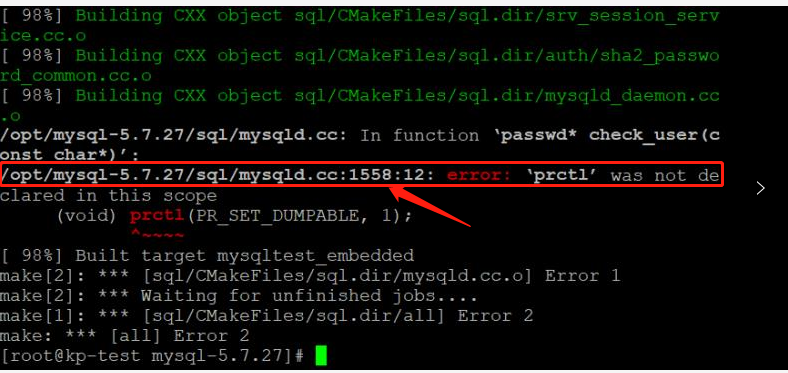 [ 98%] Building CXX object sql/CMakeFiles/sql.dir/srv_session_serv
ice.cc.o
[ 98%] Building CXX object sql/CMakeFiles/sql.dir/auth/sha2_passwo
rd_common.cc.o
[ 98%] Building CXX object sql/CMakeFiles/sql.dir/mysqld_daemon.cc
.o
/opt/mysql-5.7.27/sql/mysqld.cc: In function ‘passwd* check_user(c
onst char*)’:
/opt/mysql-5.7.27/sql/mysqld.cc:1558:12: error: ‘prctl’ was not de
clared in this scope
     (void) prctl(PR_SET_DUMPABLE, 1);
            ^~~~~
[ 98%] Built target mysqltest_embedded
make[2]: *** [sql/CMakeFiles/sql.dir/mysqld.cc.o] Error 1
make[2]: *** Waiting for unfinished jobs....
make[1]: *** [sql/CMakeFiles/sql.dir/all] Error 2
make: *** [all] Error 2
[root@kp-test mysql-5.7.27]#